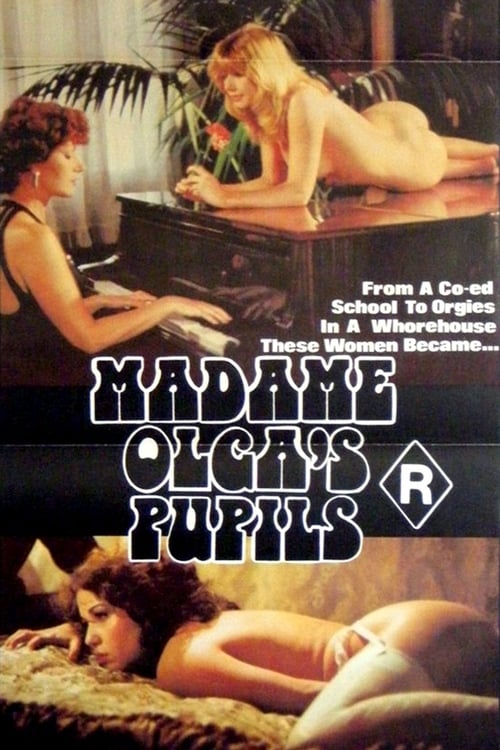 From A Co-ed
School To Orgies
In A Whorehouse
These Women Became...
MADAME
OLGA'S
PUPILS
R